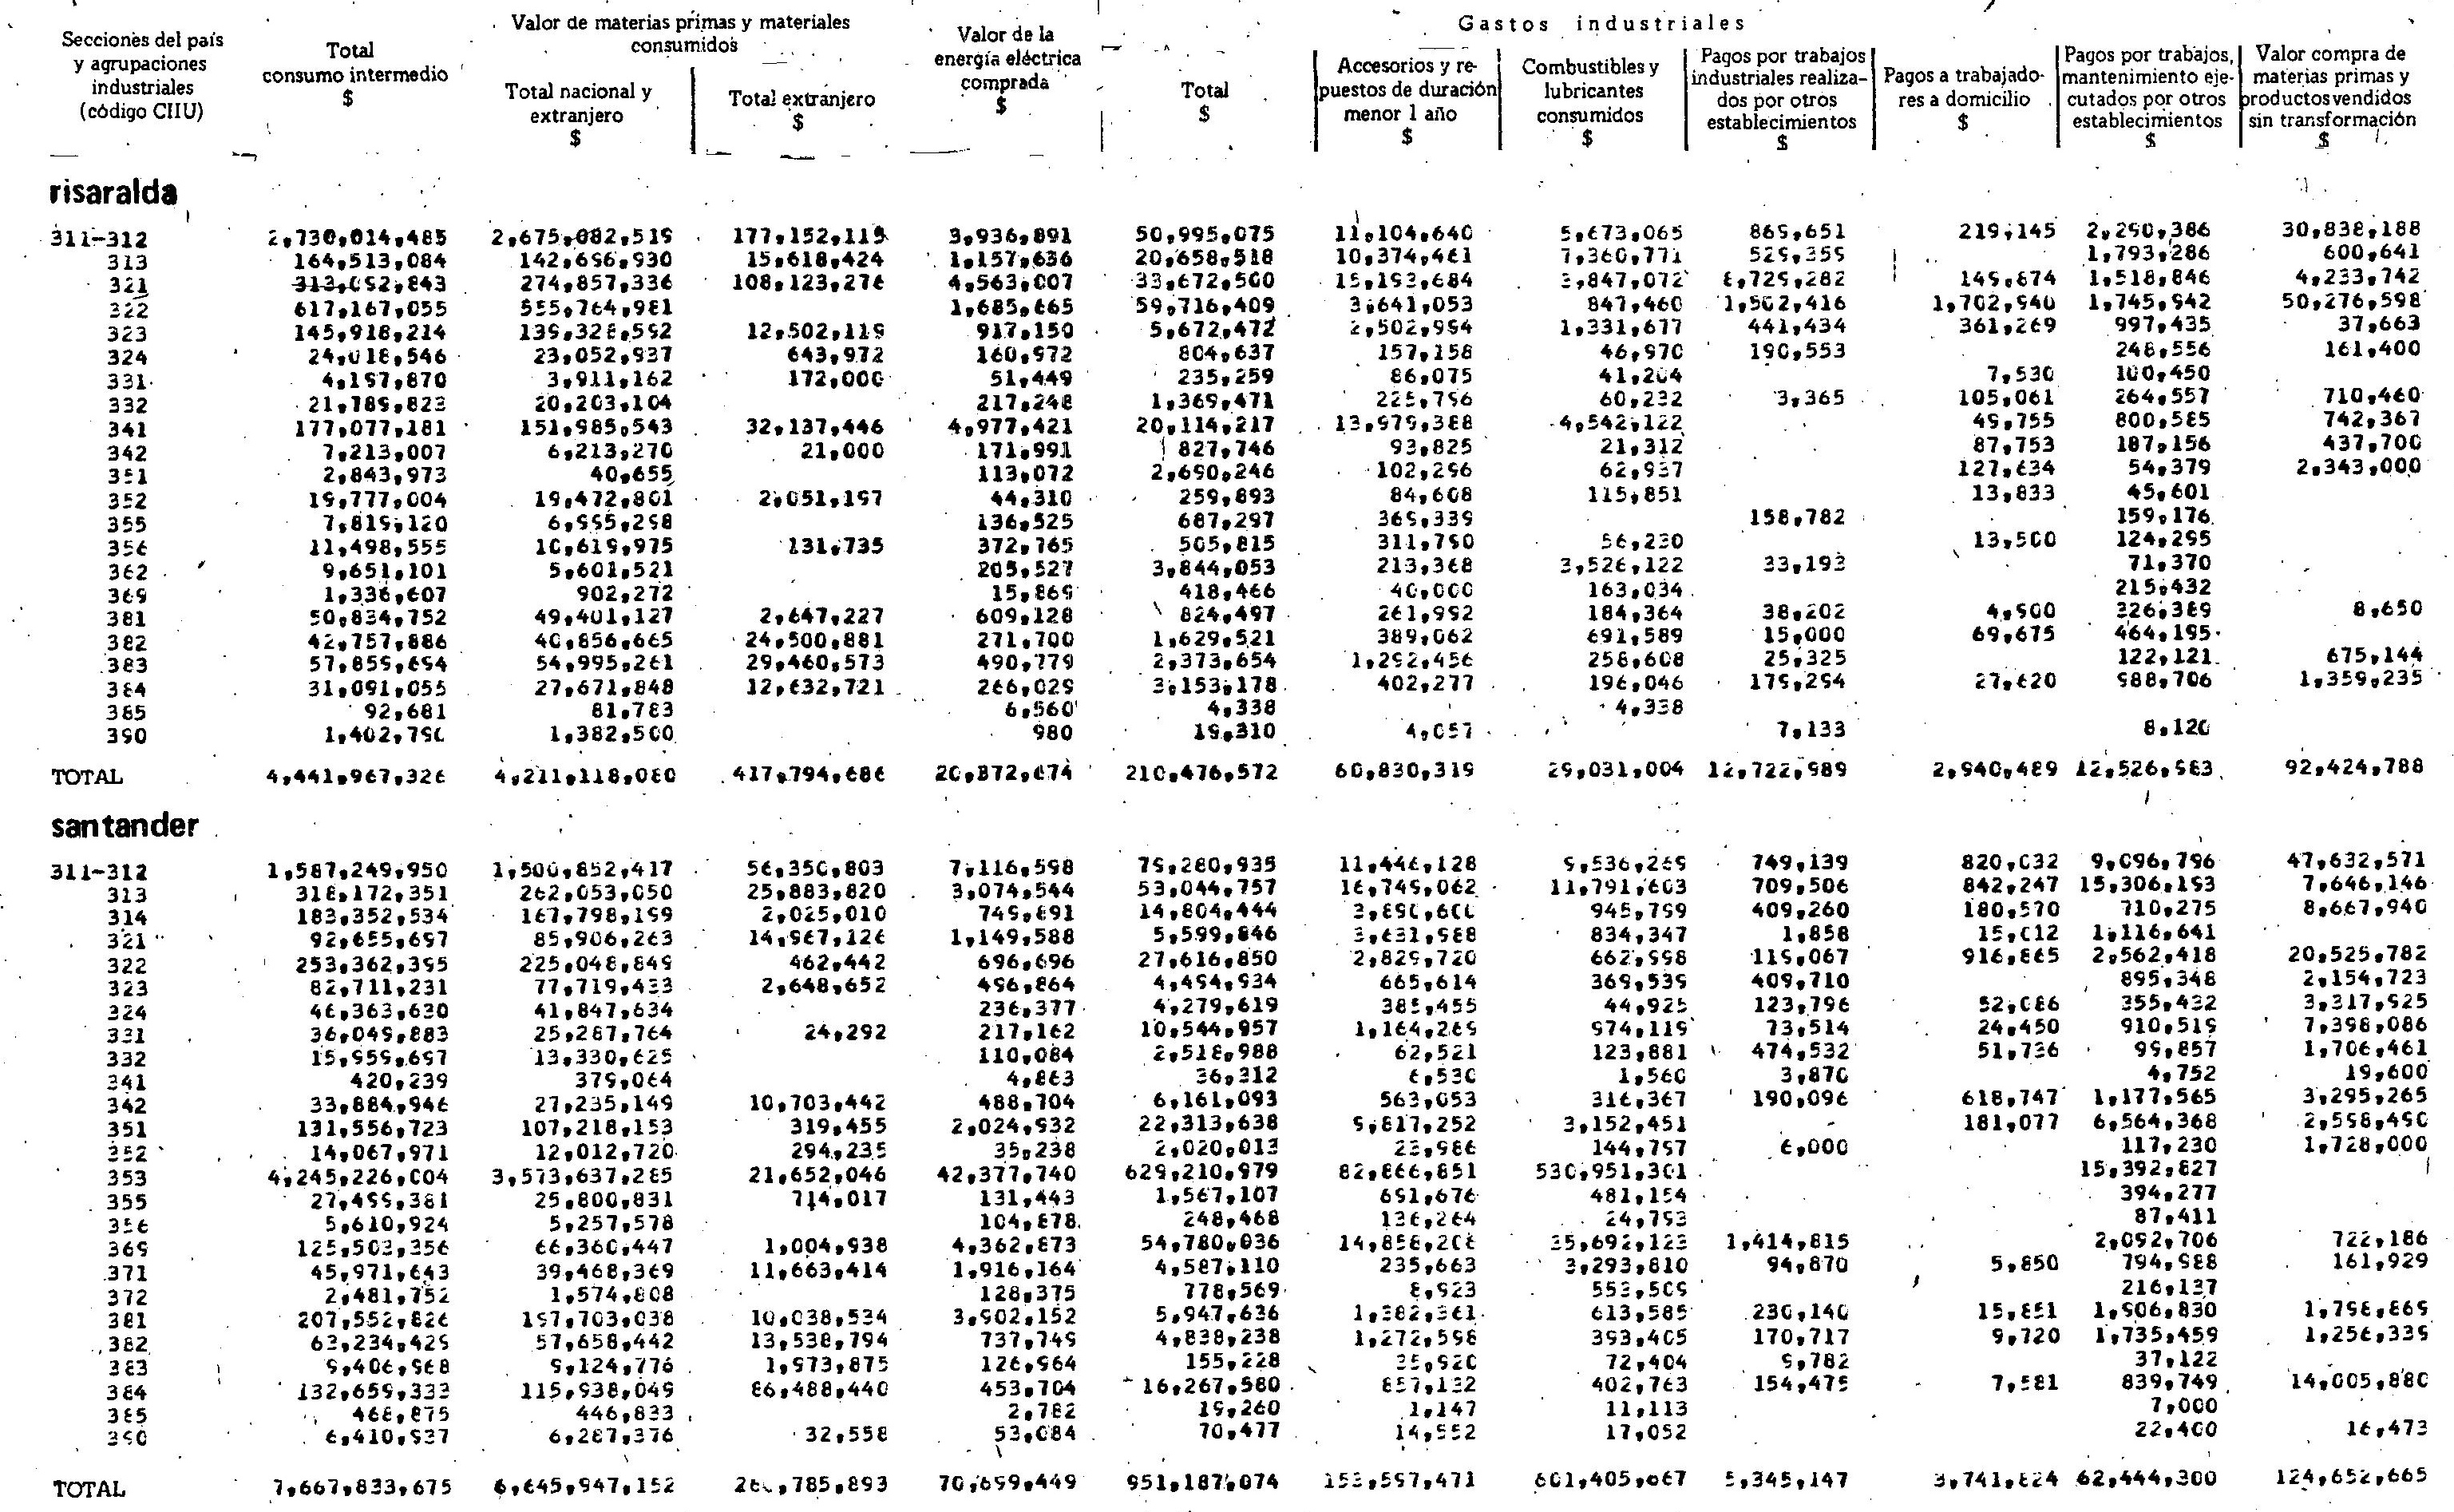 Secciones del país y agrupaciones industriales (código CIIU) Total consumo intermedio $ Valor de materias primas y materiales consumidos Total nacional y extranjero $ Total extranjero $ Valor de la energía eléctrica comprada $ Gastos industriales Total $ Accesorios y repuestos de duración menor 1 año $ Combustibles y lubricantes consumidos $ Pagos por trabajos industriales realizados por otros establecimientos $ Pagos a trabajadores a domicilio $ Pagos por trabajos, mantenimiento ejecutados por otros establecimientos $ Valor compra de materias primas y productos vendidos sin transformación $
risaralda
311-312 2,730,014,485 2,675,082,519 177,152,119 3,936,891 50,995,075 11,104,640 5,673,065 869,651 219,145 2,290,386 30,838,188
313 164,513,084 142,696,930 15,618,424 1,157,636 20,658,518 10,374,461 7,360,771 529,359 1,793,286 600,641
321 274,857,336 108,123,276 4,563,007 33,672,500 15,193,684 3,847,072 8,729,282 149,874 1,518,846 4,233,742
322 617,167,055 555,764,981 1,685,665 59,716,409 3,641,053 847,460 1,502,416 1,702,940 1,745,942 50,276,598
323 145,918,214 139,328,592 12,502,119 917,150 5,672,472 2,502,994 1,331,677 441,434 361,269 997,435 37,663
324 24,018,546 23,052,937 643,972 160,972 804,637 157,158 46,970 190,553 248,556 161,400
331 4,197,870 3,911,162 172,000 51,449 235,259 86,075 41,204 7,530 100,450
332 21,789,823 20,203,104 217,248 1,369,471 225,796 60,232 3,365 105,061 264,557 710,460
341 177,077,181 151,985,543 32,137,446 4,977,421 20,114,217 13,979,388 4,542,122 49,755 800,585 742,367
342 7,213,007 6,213,270 21,000 171,991 827,746 93,825 21,312 87,753 187,156 437,700
351 2,843,973 40,655 113,072 2,690,246 102,296 62,937 127,634 54,379 2,343,000
352 19,777,004 19,472,801 2,051,197 44,310 259,893 84,608 115,851 13,833 45,601
355 7,819,120 6,995,298 136,525 687,297 369,339 158,782 159,176
356 11,498,555 10,619,975 131,735 372,765 505,815 311,790 56,230 13,500 124,295
362 9,651,101 5,601,521 205,527 3,844,053 213,368 3,526,122 33,193 71,370
369 1,336,607 902,272 15,869 418,466 40,000 163,034 215,432
381 50,834,752 49,401,127 2,647,227 609,128 824,497 261,992 184,364 38,202 4,900 326,389 8,650
382 42,757,886 40,856,665 24,500,881 271,700 1,629,521 389,062 691,589 15,000 69,675 464,195
383 57,859,694 54,995,261 29,460,573 490,779 2,373,654 1,292,456 258,608 25,325 122,121 675,144
384 31,091,055 27,671,848 12,632,721 266,029 3,153,178 402,277 196,046 179,294 27,620 988,706 1,359,235
385 92,681 81,783 6,560 4,338 4,338
390 1,402,790 1,382,500 980 19,310 4,057 7,133 8,120
TOTAL 4,441,967,326 4,211,118,080 417,794,686 20,872,674 210,476,572 60,830,319 29,031,004 12,722,989 2,940,489 12,526,983 92,424,788
santander
311-312 1,587,249,950 1,500,852,417 56,350,803 7,116,598 79,280,935 11,446,128 9,536,269 749,139 820,032 9,096,796 47,632,571
313 318,172,351 262,053,050 25,883,820 3,074,544 53,044,757 16,749,062 11,791,603 709,506 842,247 15,306,193 7,646,146
314 183,352,534 167,798,199 2,025,010 749,891 14,804,444 3,890,600 945,799 409,260 180,570 710,275 8,667,940
321 92,655,697 85,906,263 14,967,126 1,149,588 5,599,846 3,631,988 834,347 1,858 15,012 1,116,641
322 253,362,395 225,048,849 462,442 696,696 27,616,850 2,829,720 662,998 119,067 916,865 2,562,418 20,525,782
323 82,711,231 77,719,433 2,648,652 496,864 4,494,934 665,614 369,539 409,710 895,348 2,154,723
324 46,363,630 41,847,634 236,377 4,279,619 385,455 44,925 123,796 52,086 355,432 3,317,925
331 36,049,883 25,287,764 24,292 217,162 10,544,957 1,164,269 974,119 73,514 24,450 910,519 7,398,086
332 15,959,697 13,330,625 110,084 2,518,988 62,521 123,881 474,532 51,736 99,857 1,706,461
341 420,239 379,064 4,863 36,312 6,530 1,560 3,870 4,752 19,600
342 33,884,946 27,235,149 10,703,442 488,704 6,161,093 563,053 316,367 190,096 618,747 1,177,565 3,295,265
351 131,556,723 107,218,153 319,455 2,024,932 22,313,638 9,817,252 3,152,451 181,077 6,564,368 2,598,490
352 14,067,971 12,012,720 294,235 35,238 2,020,013 23,986 144,797 6,000 117,230 1,728,000
353 4,245,226,004 3,573,637,285 21,652,046 42,377,740 629,210,979 82,866,851 530,951,301 15,392,827
355 27,499,381 25,800,831 714,017 131,443 1,567,107 691,676 481,154 394,277
356 5,610,924 5,257,578 104,878 248,468 136,264 24,793 87,411
369 125,503,356 66,360,447 1,004,938 4,362,873 54,780,036 14,858,206 35,692,123 1,414,815 2,092,706 722,186
371 45,971,643 39,468,369 11,663,414 1,916,164 4,587,110 235,663 3,293,810 94,870 5,850 794,988 161,929
372 2,481,752 1,574,808 128,375 778,569 8,923 553,509 216,137
381 207,552,826 197,703,038 10,038,534 3,902,152 5,947,636 1,382,361 613,585 230,140 15,851 1,906,830 1,798,869
382 63,234,429 57,658,442 13,538,794 737,749 4,838,238 1,272,598 393,405 170,717 9,720 1,735,459 1,256,339
383 9,406,968 9,124,776 1,973,875 126,964 155,228 35,920 72,404 9,782 37,122
384 132,659,333 115,938,049 86,488,440 453,704 16,267,580 857,132 402,763 154,475 7,581 839,749 14,005,880
385 468,875 446,833 2,782 19,260 1,147 11,113 7,000
390 6,410,937 6,287,376 32,558 53,084 70,477 14,552 17,052 22,400 16,473
TOTAL 7,667,833,675 6,645,947,152 70,699,449 951,187,074 153,597,471 601,405,067 5,345,147 3,741,824 62,444,300 124,652,665